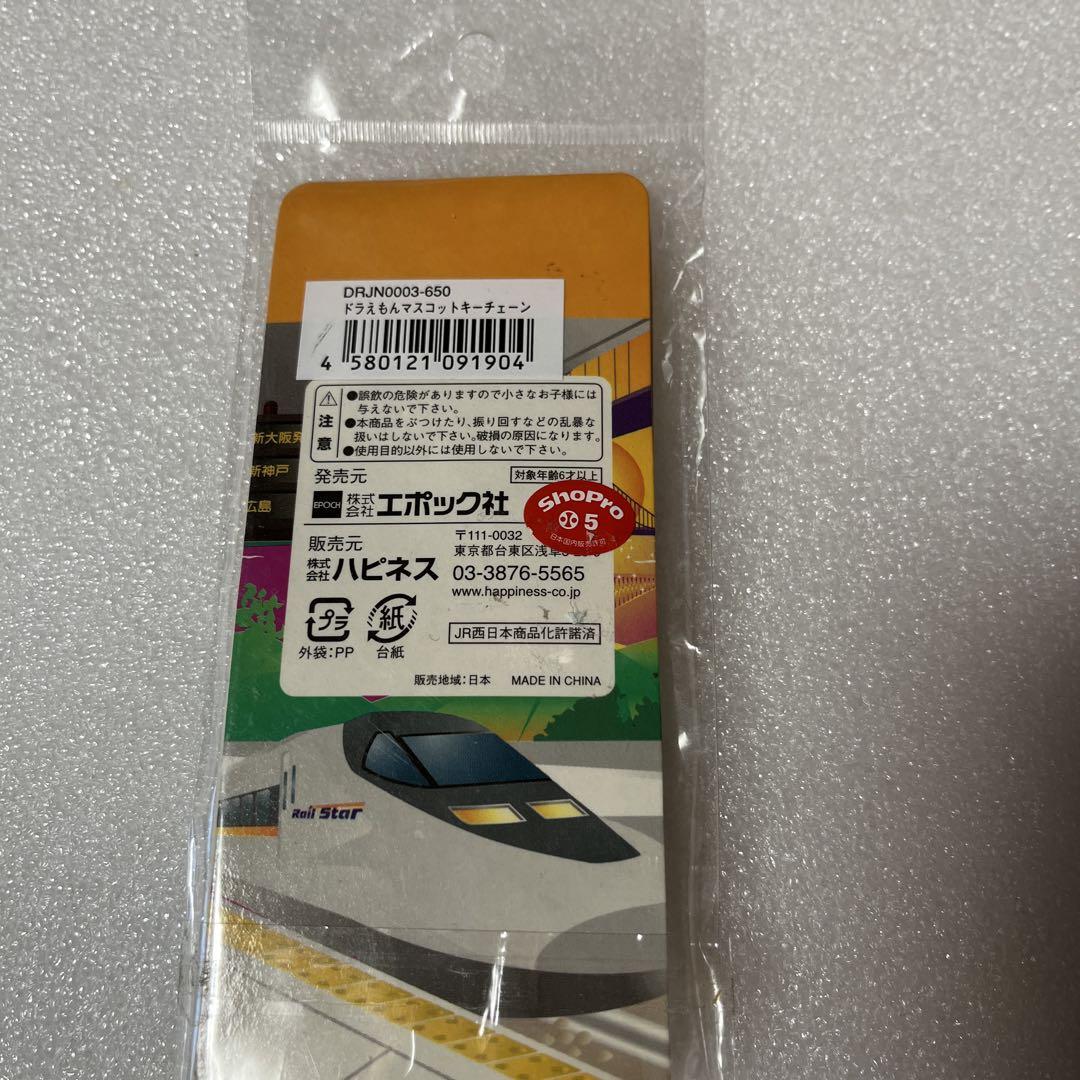 DRJN0003-650
ドラえもんマスコットキーチェーン
4 580121 091904
注意
●誤飲の危険がありますので小さなお子様には
与えないで下さい。
●本商品をぶつけたり、振り回すなどの乱暴な
扱いはしないで下さい。破損の原因になります。
●使用目的以外には使用しないで下さい。
発売元
対象年齢6才以上
EPOCH 株式会社エポック社
ShoPro
5
日本国内販売許諾
販売元
株式会社ハピネス
〒111-0032
東京都台東区浅草
03-3876-5565
www.happiness-co.jp
プラ
外袋:PP
紙
台紙
JR西日本商品化許諾済
販売地域:日本 MADE IN CHINA
新大阪発
新神戸
広島
Rail Star